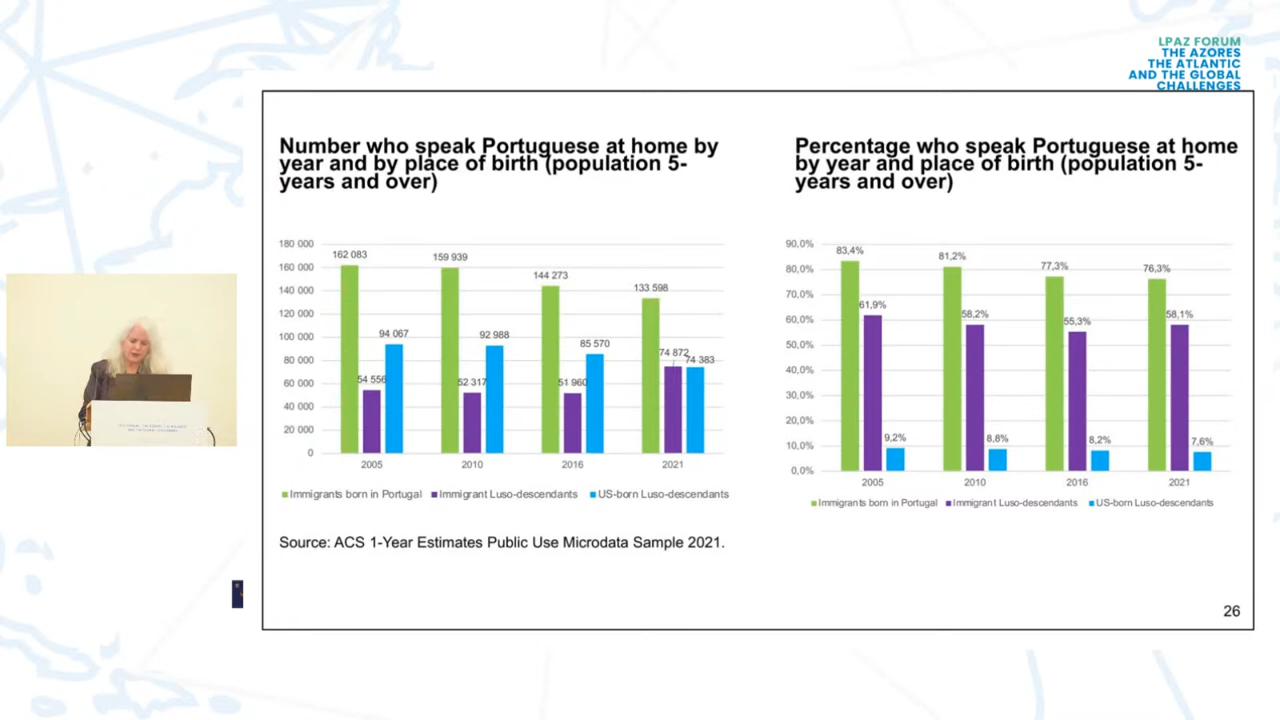 LPAZ FORUM
THE AZORES
THE ATLANTIC
AND THE GLOBAL
CHALLENGES
Number who speak Portuguese at home by
year and by place of birth (population 5-
years and over)
180 000
160 000
140 000
120 000
100 000
80 000
60 000
40 000
20 000
0
162 083
54 556
94 067
159 939
52 317
92 988
144 273
51 960
85 570
133 598
74 872
74 383
2005
2010
2016
2021
Immigrants born in Portugal
Immigrant Luso-descendants
US-born Luso-descendants
Source: ACS 1-Year Estimates Public Use Microdata Sample 2021.
Percentage who speak Portuguese at home
by year and place of birth (population 5-
years and over)
90,0%
80,0%
70,0%
60,0%
50,0%
40,0%
30,0%
20,0%
10,0%
0,0%
83,4%
61,9%
9,2%
81,2%
58,2%
8,8%
77,3%
55,3%
8,2%
76,3%
58,1%
7,6%
2005
2010
2016
2021
Immigrants born in Portugal
Immigrant Luso-descendants
US-born Luso-descendants
26